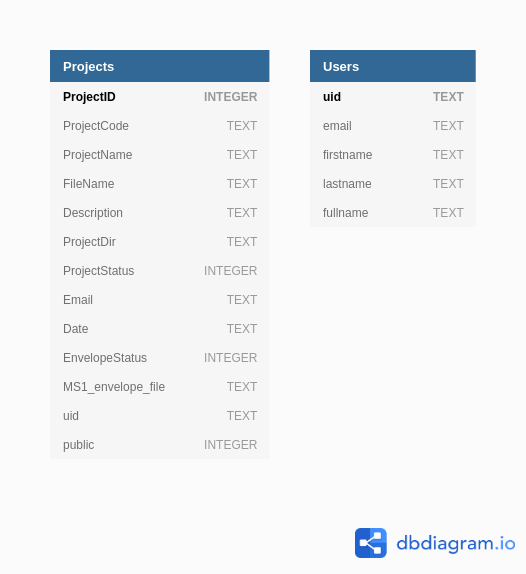 Projects
ProjectID INTEGER
ProjectCode TEXT
ProjectName TEXT
FileName TEXT
Description TEXT
ProjectDir TEXT
ProjectStatus INTEGER
Email TEXT
Date TEXT
EnvelopeStatus INTEGER
MS1_envelope_file TEXT
uid TEXT
public INTEGER
Users
uid TEXT
email TEXT
firstname TEXT
lastname TEXT
fullname TEXT
dbdiagram.io